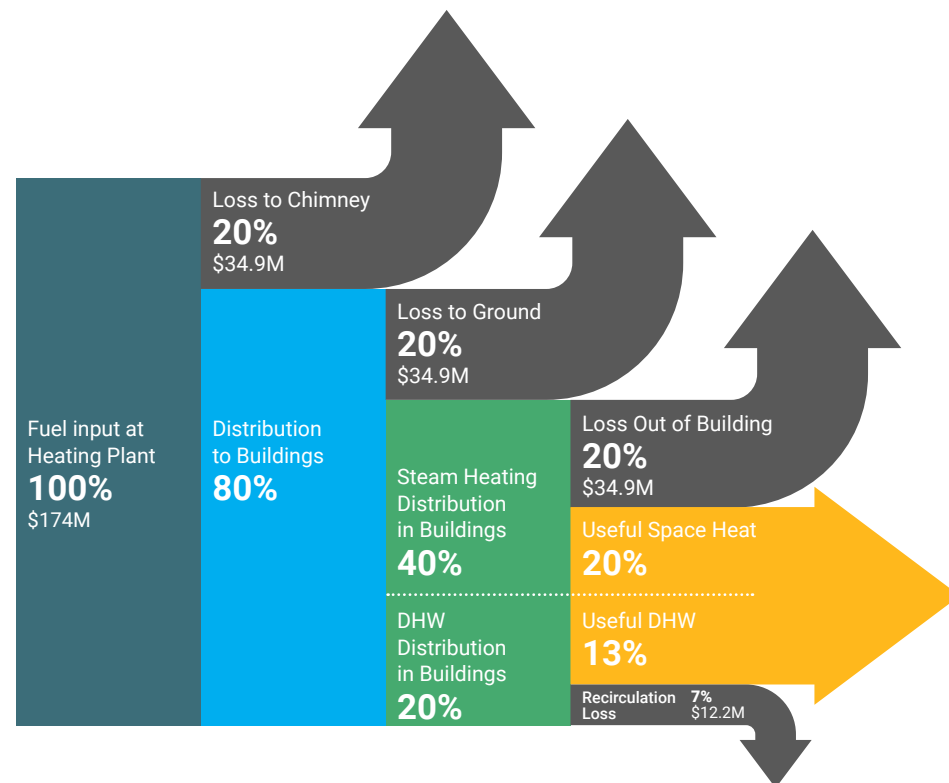 Loss to Chimney
20%
$34.9M
Loss to Ground
20%
$34.9M
Fuel input at
Heating Plant
100%
$174M
Distribution
to Buildings
80%
Steam Heating
Distribution
in Buildings
40%
Loss Out of Building
20%
$34.9M
Useful Space Heat
20%
DHW
Distribution
in Buildings
20%
Useful DHW
13%
Recirculation 7%
Loss $12.2M